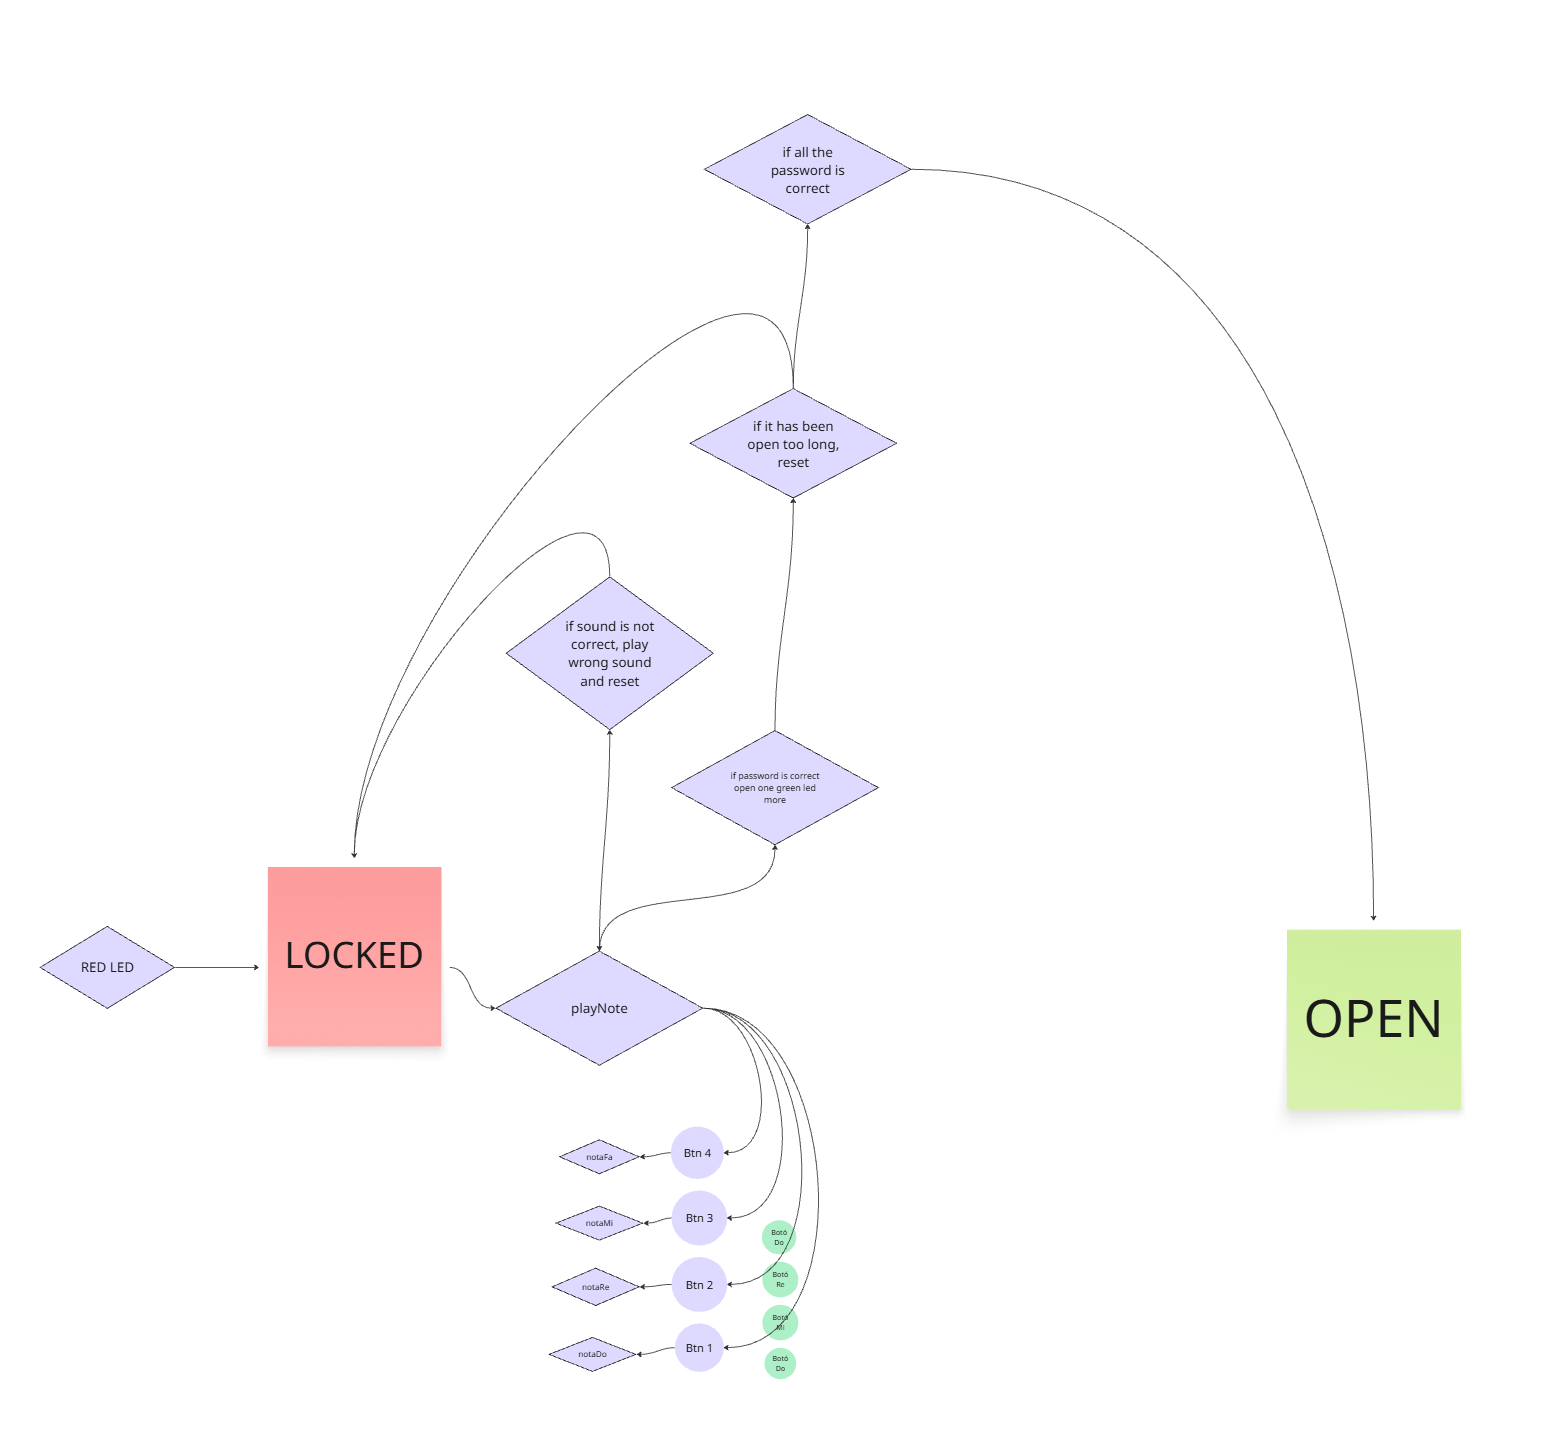 if all the
password is
correct
if it has been
open too long,
reset
if sound is not
correct, play
wrong sound
and reset
if password is correct
open one green led
more
RED LED
LOCKED
playNote
OPEN
notaFa
Btn 4
notaMi
Btn 3
Botó
Do
notaRe
Btn 2
Botó
Re
Botó
Mi
notaDo
Btn 1
Botó
Do